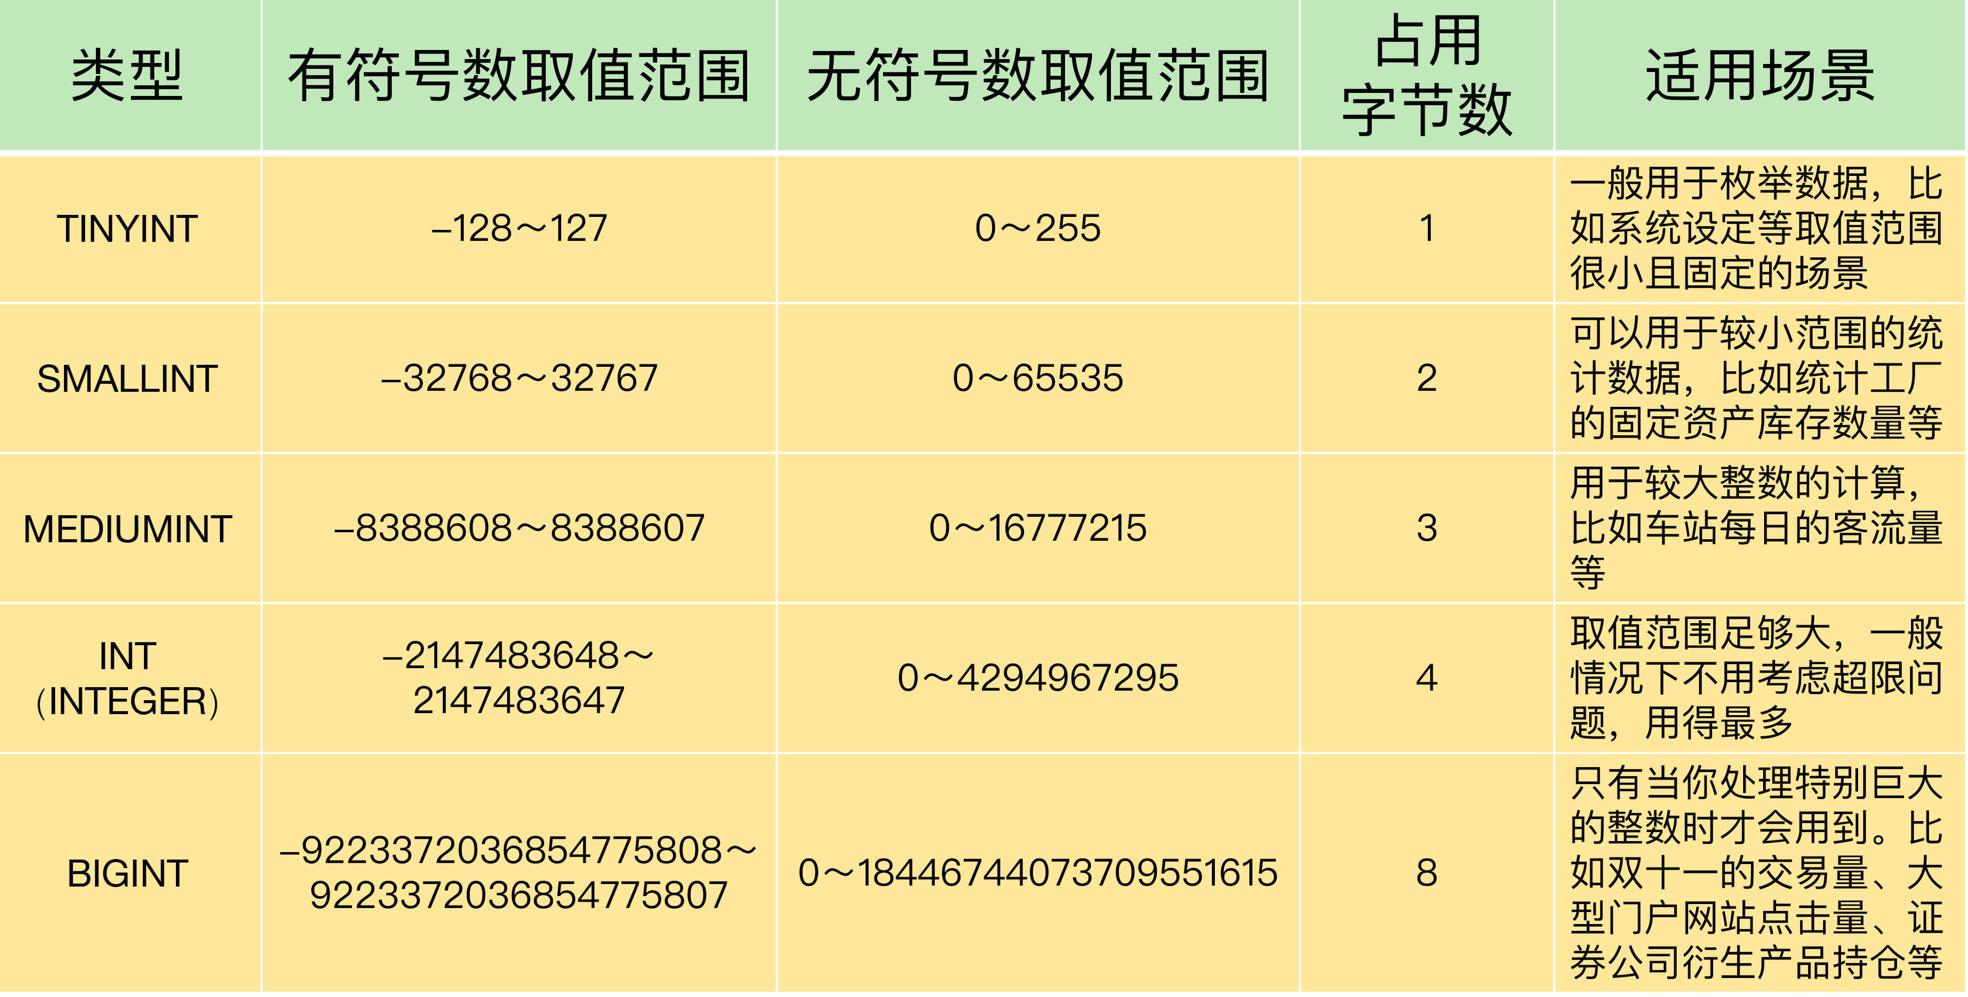 类型
有符号数取值范围
无符号数取值范围
占用
字节数
适用场景
TINYINT
-128~127
0~255
1
一般用于枚举数据，比
如系统设定等取值范围
很小且固定的场景
SMALLINT
-32768~32767
0~65535
2
可以用于较小范围的统
计数据，比如统计工厂
的固定资产库存数量等
MEDIUMINT
-8388608~8388607
0~16777215
3
用于较大整数的计算，
比如车站每日的客流量
等
INT
（INTEGER）
-2147483648~
2147483647
0~4294967295
4
取值范围足够大，一般
情况下不用考虑超限问
题，用得最多
BIGINT
-9223372036854775808~
9223372036854775807
0~18446744073709551615
8
只有当你处理特别巨大
的整数时才会用到。比
如双十一的交易量、大
型门户网站点击量、证
券公司衍生产品持仓等